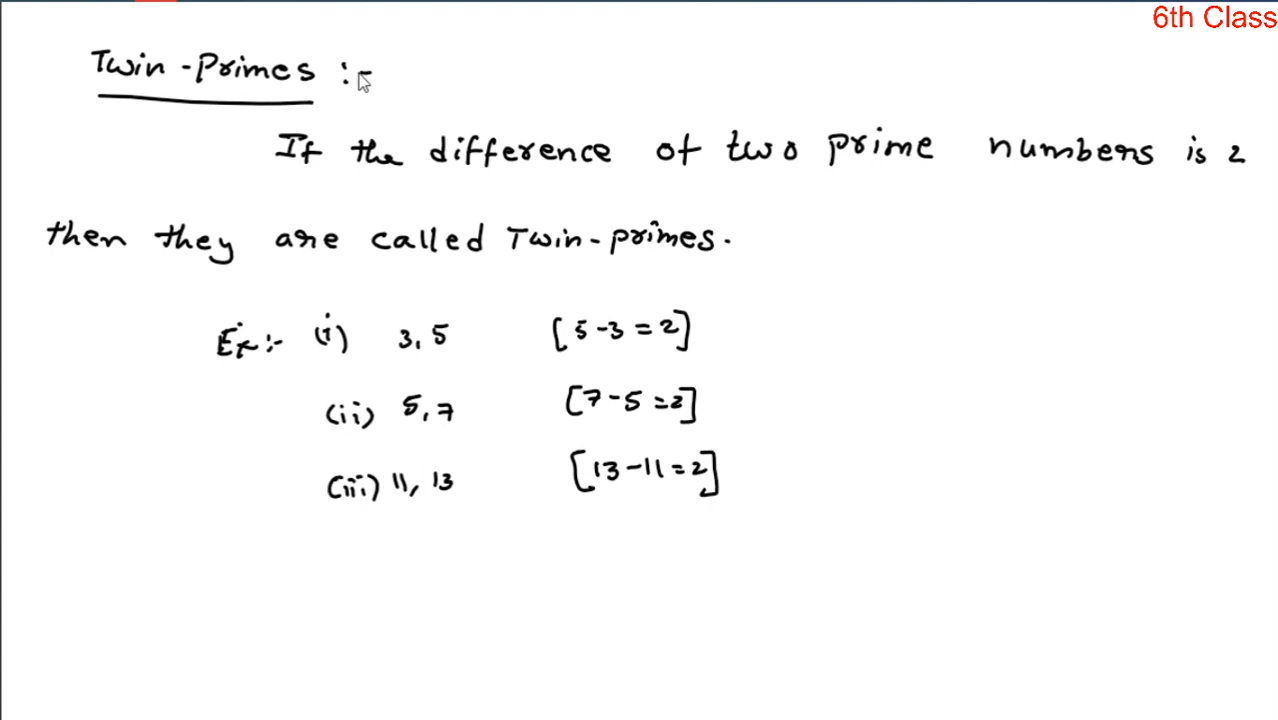 6th Class
Twin-Primes :-
If the difference of two prime numbers is 2
then they are called Twin-primes.
Ex:- (i) 3, 5 [5-3=2]
(ii) 5, 7 [7-5=2]
(iii) 11, 13 [13-11=2]